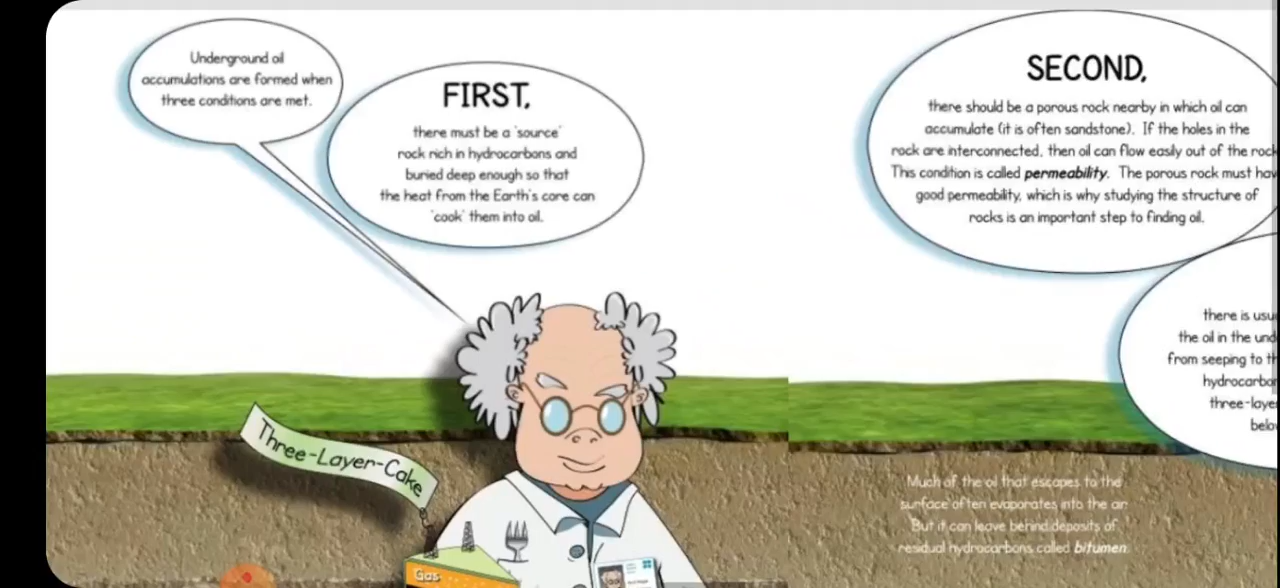 Underground oil
accumulations are formed when
three conditions are met.
FIRST,
there must be a 'source'
rock rich in hydrocarbons and
buried deep enough so that
the heat from the Earth's core can
'cook' them into oil.
SECOND,
there should be a porous rock nearby in which oil can
accumulate (it is often sandstone). If the holes in the
rock are interconnected, then oil can flow easily out of the rock
This condition is called permeability. The porous rock must hav
good permeability, which is why studying the structure of
rocks is an important step to finding oil.
there is usu
the oil in the und
from seeping to th
hydrocarbon
three-laye
belo
Three-Layer-Cake
Gas
Much of the oil that escapes to the
surface often evaporates into the air
But it can leave behind deposits of
residual hydrocarbons called bitumen.